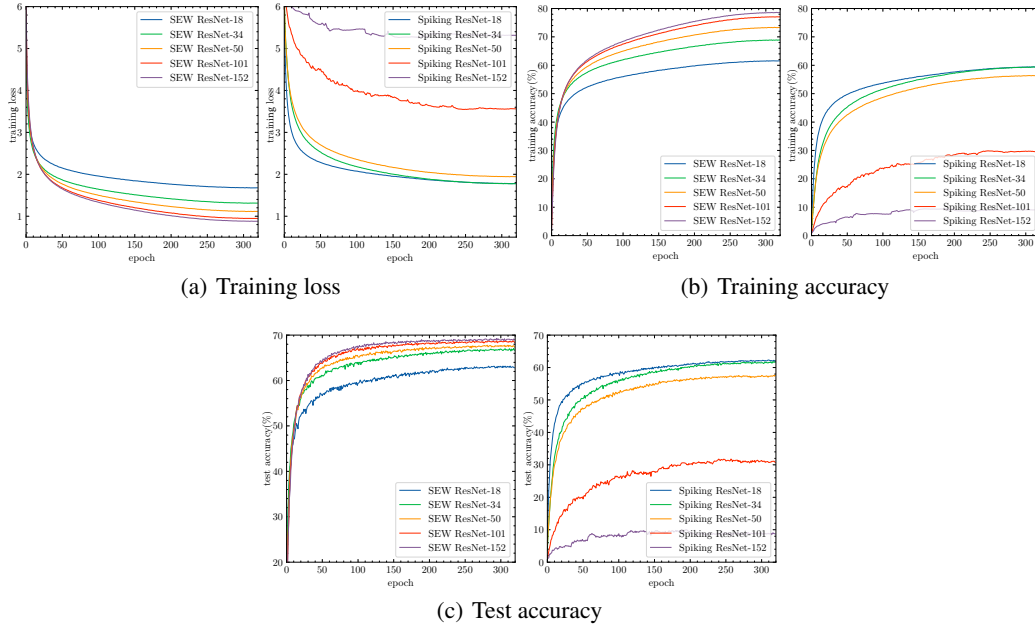 6
5
4
3
2
1
training loss
0 50 100 150 200 250 300
epoch
SEW ResNet-18
SEW ResNet-34
SEW ResNet-50
SEW ResNet-101
SEW ResNet-152
6
5
4
3
2
1
training loss
0 50 100 150 200 250 300
epoch
Spiking ResNet-18
Spiking ResNet-34
Spiking ResNet-50
Spiking ResNet-101
Spiking ResNet-152
(a) Training loss
80
70
60
50
40
30
20
10
0
training accuracy(%)
0 50 100 150 200 250 300
epoch
SEW ResNet-18
SEW ResNet-34
SEW ResNet-50
SEW ResNet-101
SEW ResNet-152
80
70
60
50
40
30
20
10
0
training accuracy(%)
0 50 100 150 200 250 300
epoch
Spiking ResNet-18
Spiking ResNet-34
Spiking ResNet-50
Spiking ResNet-101
Spiking ResNet-152
(b) Training accuracy
70
60
50
40
30
20
test accuracy(%)
0 50 100 150 200 250 300
epoch
SEW ResNet-18
SEW ResNet-34
SEW ResNet-50
SEW ResNet-101
SEW ResNet-152
70
60
50
40
30
20
10
0
test accuracy(%)
0 50 100 150 200 250 300
epoch
Spiking ResNet-18
Spiking ResNet-34
Spiking ResNet-50
Spiking ResNet-101
Spiking ResNet-152
(c) Test accuracy